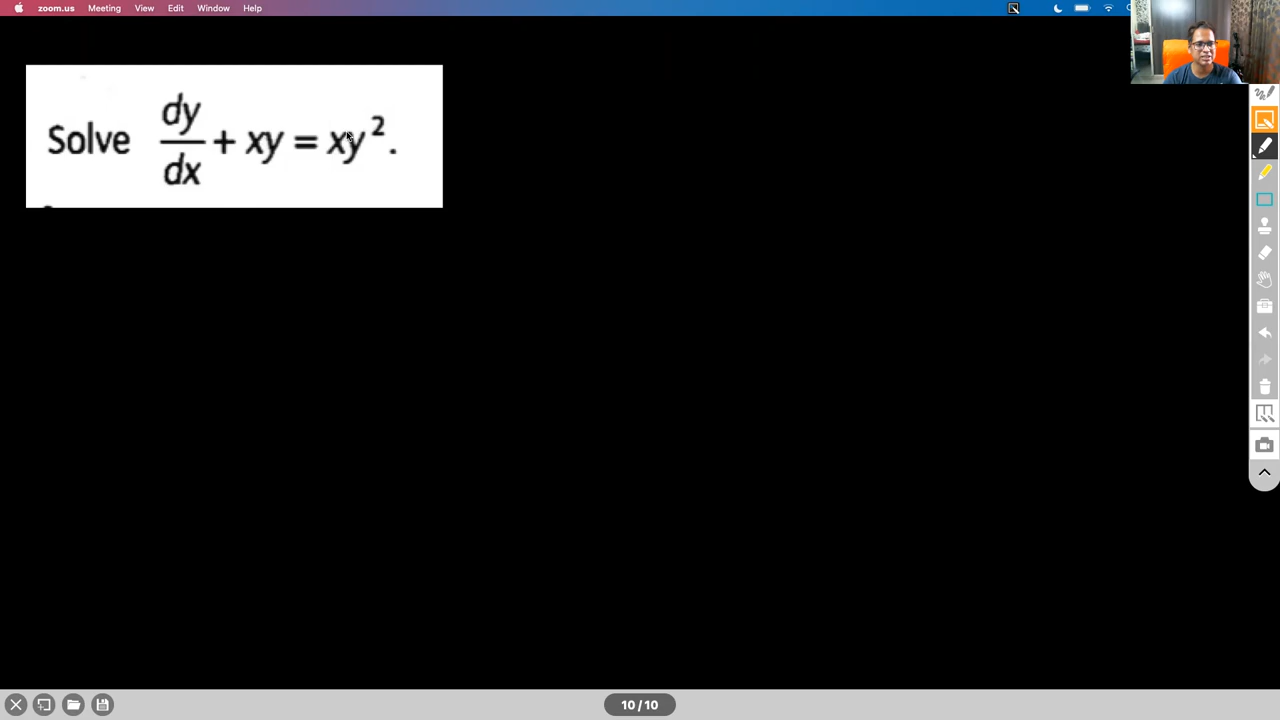 zoom.us Meeting View Edit Window Help
Solve dy/dx + xy = xy².
10/10